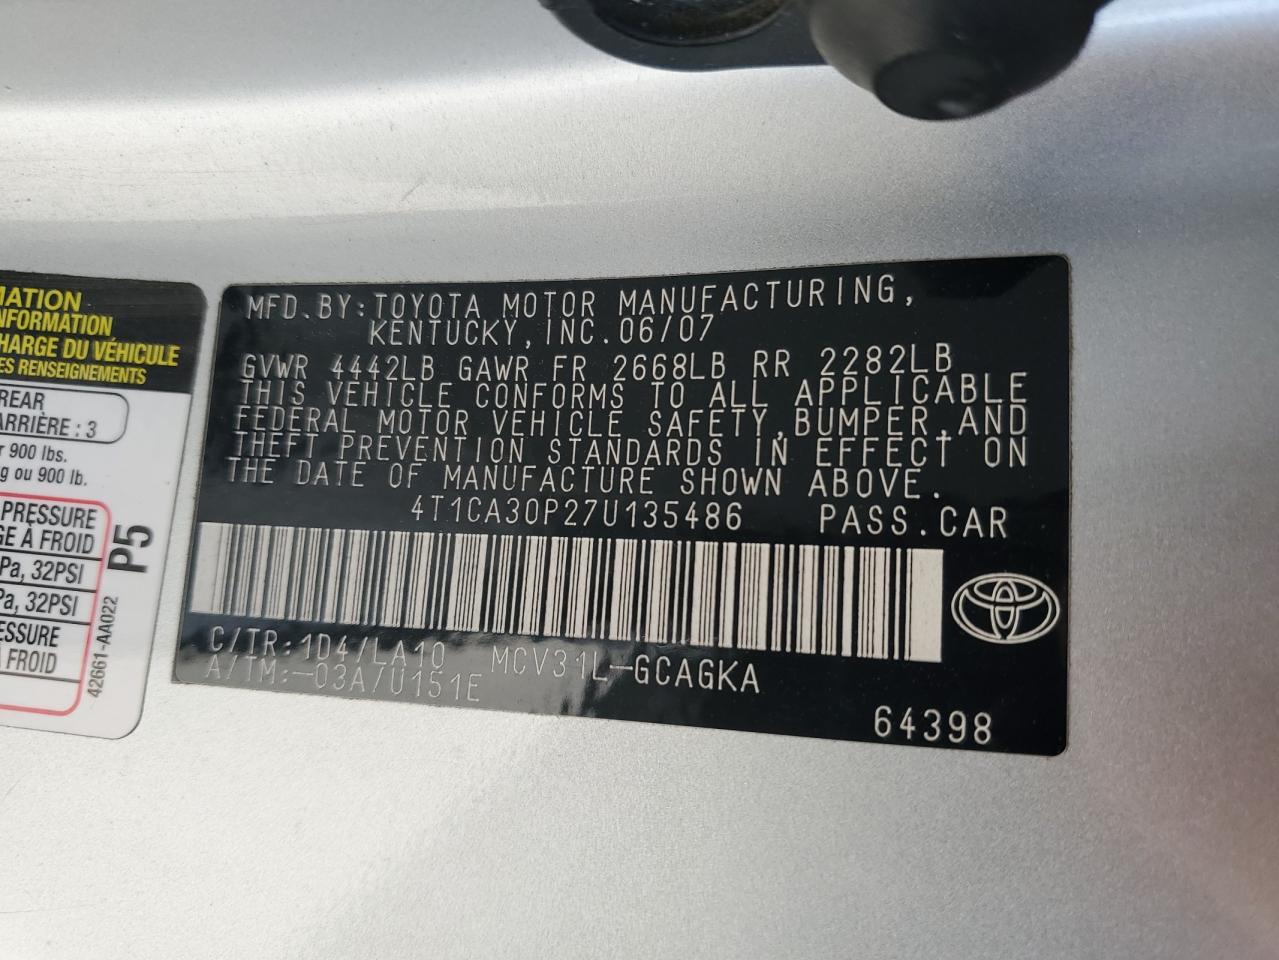 MATION
NFORMATION
CHARGE DU VÉHICULE
ES RENSEIGNEMENTS
REAR
ARRIÈRE : 3
r 900 lbs.
g ou 900 lb.
PRESSURE
GE A FROID
Pa, 32PSI
Pa, 32PSI
ESSURE
A FROID
P5
42661-AA022
MFD.BY:TOYOTA MOTOR MANUFACTURING,
KENTUCKY,INC.06/07
GVWR 4442LB GAWR FR 2668LB RR 2282LB
THIS VEHICLE CONFORMS TO ALL APPLICABLE
FEDERAL MOTOR VEHICLE SAFETY,BUMPER,AND
THEFT PREVENTION STANDARDS IN EFFECT ON
THE DATE OF MANUFACTURE SHOWN ABOVE.
4T1CA30P27U135486 PASS.CAR
C/TR:1D4/LA10 MCV31L-GCAGKA
A/TM:-03A/U151E
64398